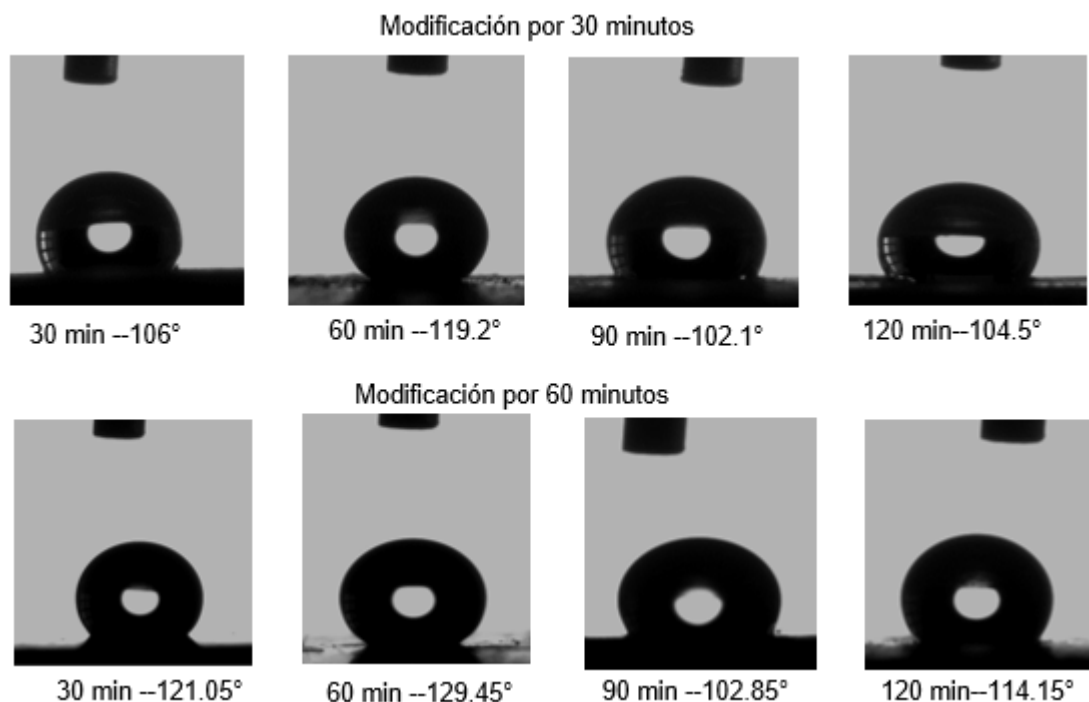 Modificación por 30 minutos
30 min --106°
60 min --119.2°
90 min --102.1°
120 min--104.5°
Modificación por 60 minutos
30 min --121.05°
60 min --129.45°
90 min --102.85°
120 min--114.15°